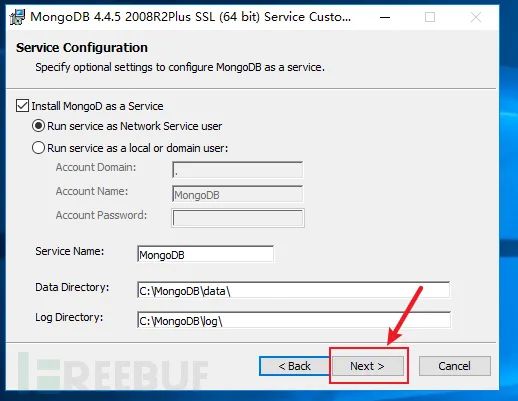 MongoDB 4.4.5 2008R2Plus SSL (64 bit) Service Custo...
Service Configuration
Specify optional settings to configure MongoDB as a service.
Install MongoD as a Service
Run service as Network Service user
Run service as a local or domain user:
Account Domain: .
Account Name: MongoDB
Account Password:
Service Name: MongoDB
Data Directory: C:\MongoDB\data\
Log Directory: C:\MongoDB\log\
< Back Next > Cancel
FREEBUF